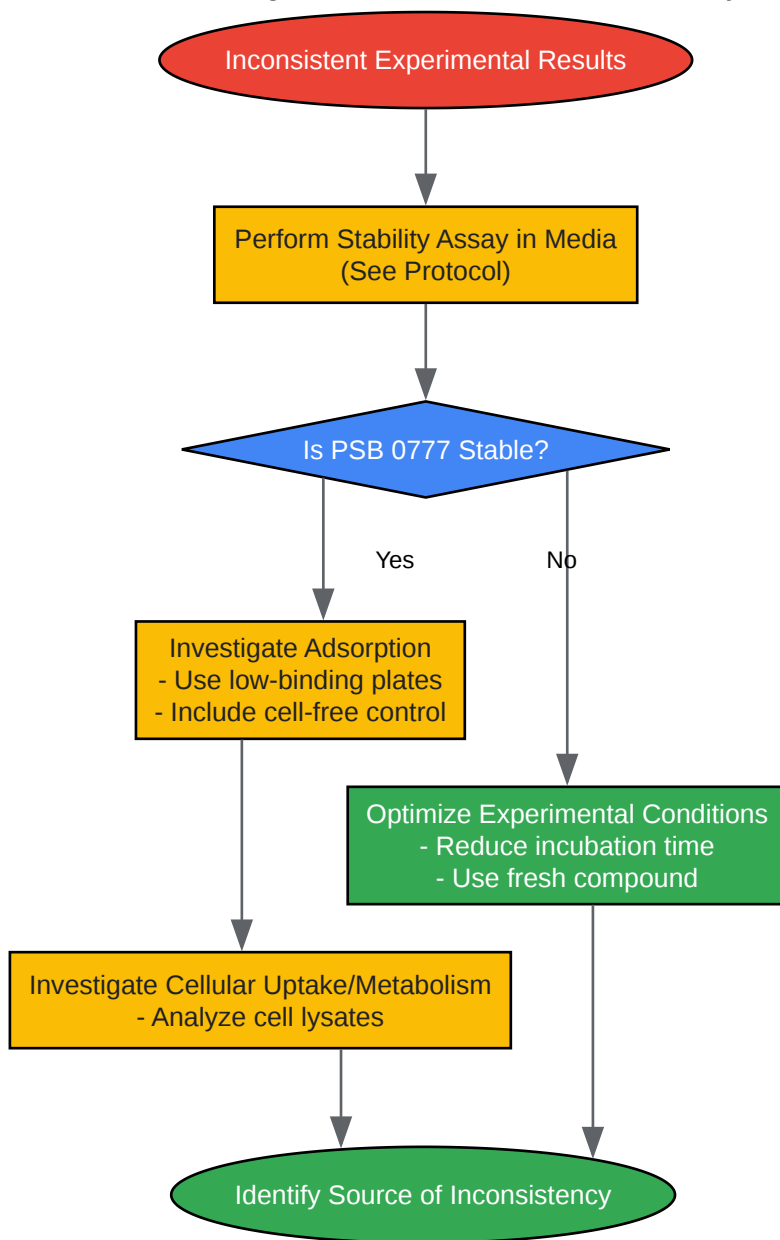 Inconsistent Experimental Results
Perform Stability Assay in Media
(See Protocol)
Is PSB 0777 Stable?
Yes
No
Investigate Adsorption
- Use low-binding plates
- Include cell-free control
Optimize Experimental Conditions
- Reduce incubation time
- Use fresh compound
Investigate Cellular Uptake/Metabolism
- Analyze cell lysates
Identify Source of Inconsistency